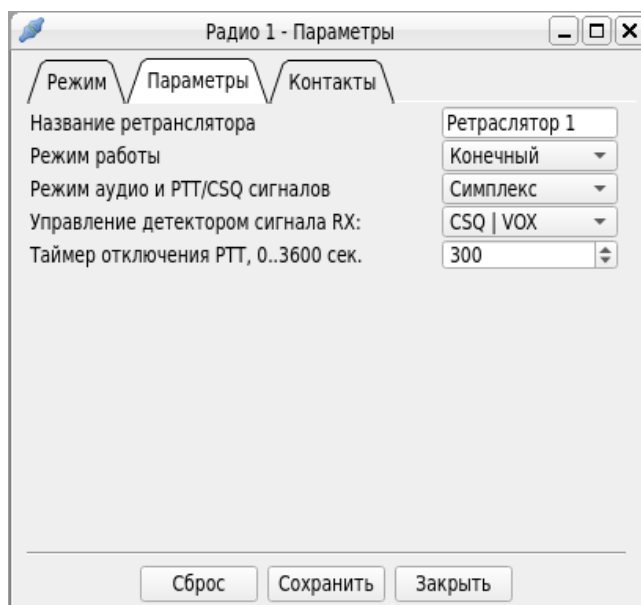 Радио 1 - Параметры
Режим Параметры Контакты
Название ретранслятора Ретраслятор 1
Режим работы Конечный
Режим аудио и PTT/CSQ сигналов Симплекс
Управление детектором сигнала RX: CSQ | VOX
Таймер отключения PTT, 0..3600 сек. 300
Сброс Сохранить Закрыть